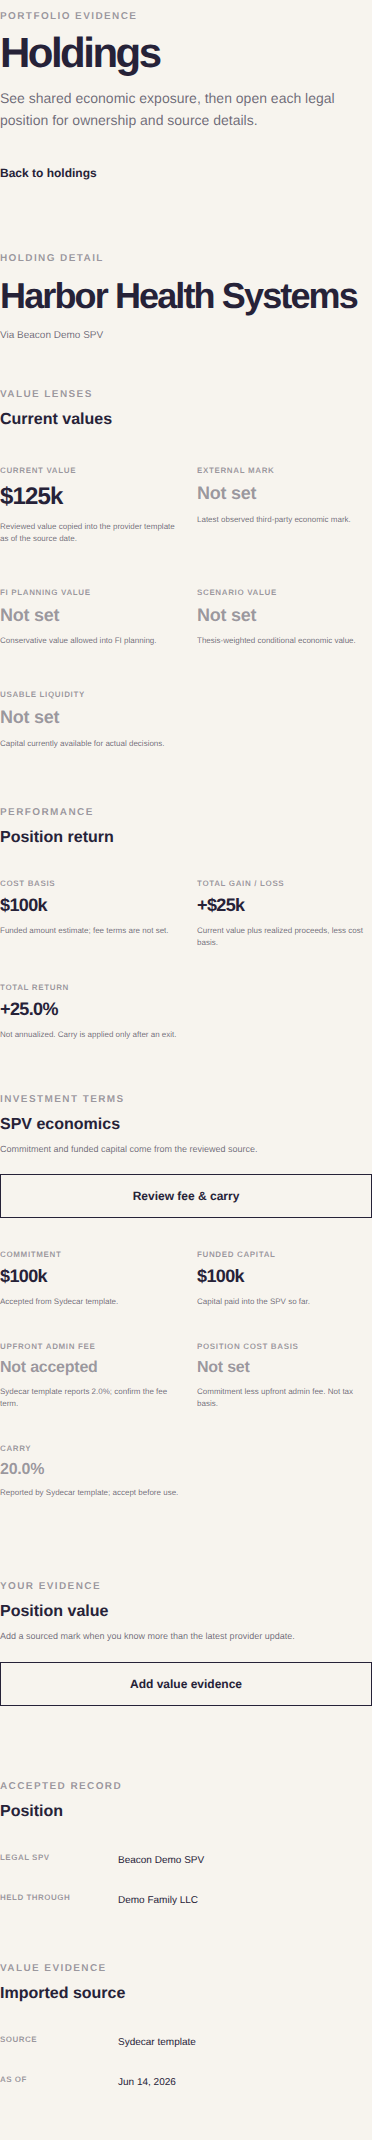 PORTFOLIO EVIDENCE
Holdings
See shared economic exposure, then open each legal
position for ownership and source details.
Back to holdings
HOLDING DETAIL
Harbor Health Systems
Via Beacon Demo SPV
VALUE LENSES
Current values
CURRENT VALUE
$125k
Reviewed value copied into the provider template
as of the source date.
EXTERNAL MARK
Not set
Latest observed third-party economic mark.
FI PLANNING VALUE
Not set
Conservative value allowed into FI planning.
SCENARIO VALUE
Not set
Thesis-weighted conditional economic value.
USABLE LIQUIDITY
Not set
Capital currently available for actual decisions.
PERFORMANCE
Position return
COST BASIS
$100k
Funded amount estimate; fee terms are not set.
TOTAL GAIN / LOSS
+$25k
Current value plus realized proceeds, less cost
basis.
TOTAL RETURN
+25.0%
Not annualized. Carry is applied only after an exit.
INVESTMENT TERMS
SPV economics
Commitment and funded capital come from the reviewed source.
Review fee & carry
COMMITMENT
$100k
Accepted from Sydecar template.
FUNDED CAPITAL
$100k
Capital paid into the SPV so far.
UPFRONT ADMIN FEE
Not accepted
Sydecar template reports 2.0%; confirm the fee
term.
POSITION COST BASIS
Not set
Commitment less upfront admin fee. Not tax
basis.
CARRY
20.0%
Reported by Sydecar template; accept before use.
YOUR EVIDENCE
Position value
Add a sourced mark when you know more than the latest provider update.
Add value evidence
ACCEPTED RECORD
Position
LEGAL SPV
Beacon Demo SPV
HELD THROUGH
Demo Family LLC
VALUE EVIDENCE
Imported source
SOURCE
Sydecar template
AS OF
Jun 14, 2026